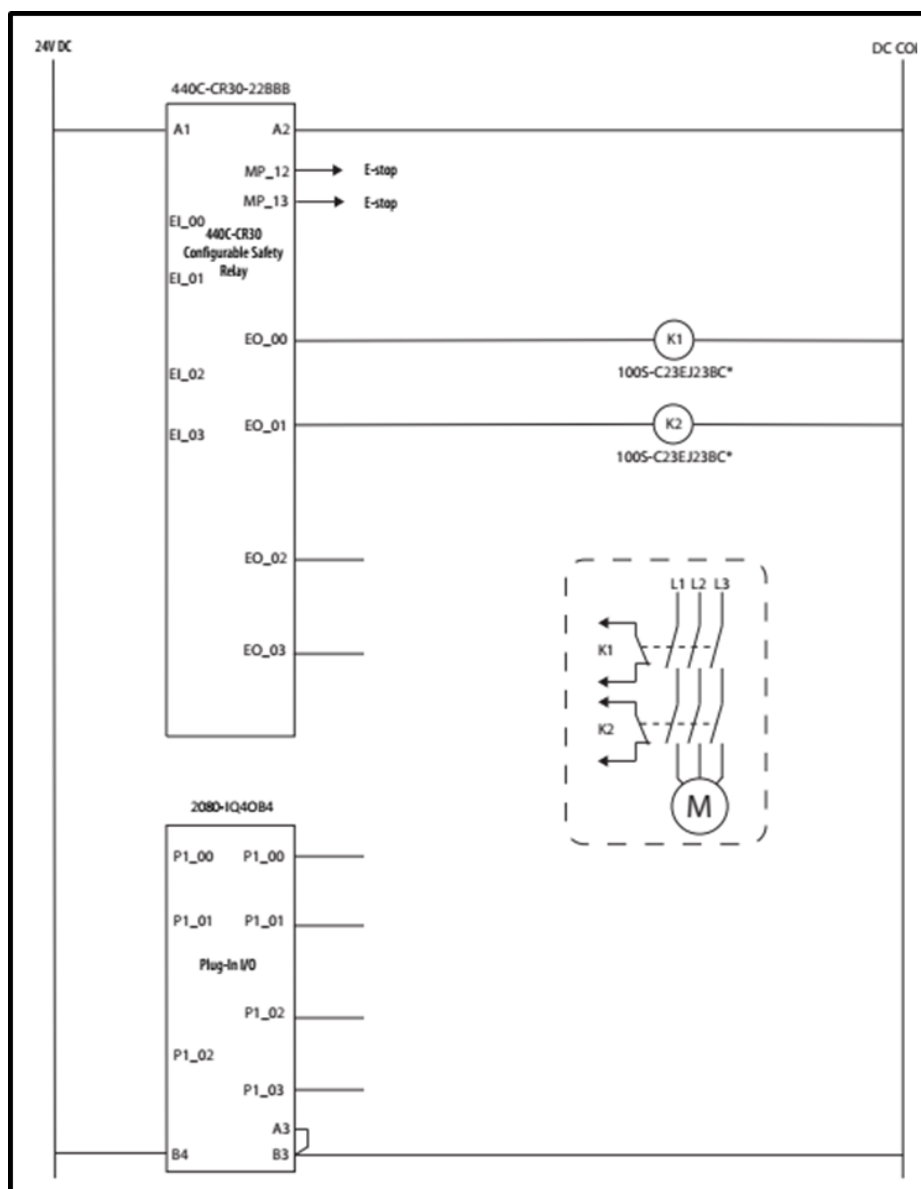 24V DC
DC CO
440C-CR30-22BBB
A1
A2
MP_12
E-stop
MP_13
E-stop
EI_00
440C-CR30
Configurable Safety
Relay
EI_01
EO_00
K1
100S-C23EJ23BC*
EI_02
EI_03
EO_01
K2
100S-C23EJ23BC*
EO_02
L1 L2 L3
EO_03
K1
K2
M
2080-IQ4OB4
P1_00
P1_00
P1_01
P1_01
Plug-In I/O
P1_02
P1_02
P1_03
A3
B4
B3